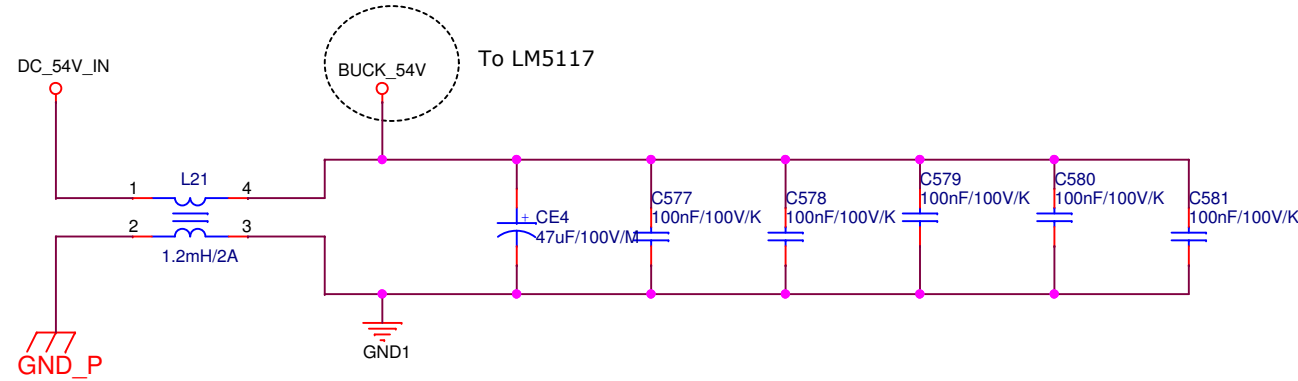 To LM5117
DC_54V_IN
BUCK_54V
L21
1
4
2
3
1.2mH/2A
+
CE4
47uF/100V/M
C577
100nF/100V/K
C578
100nF/100V/K
C579
100nF/100V/K
C580
100nF/100V/K
C581
100nF/100V/K
GND_P
GND1